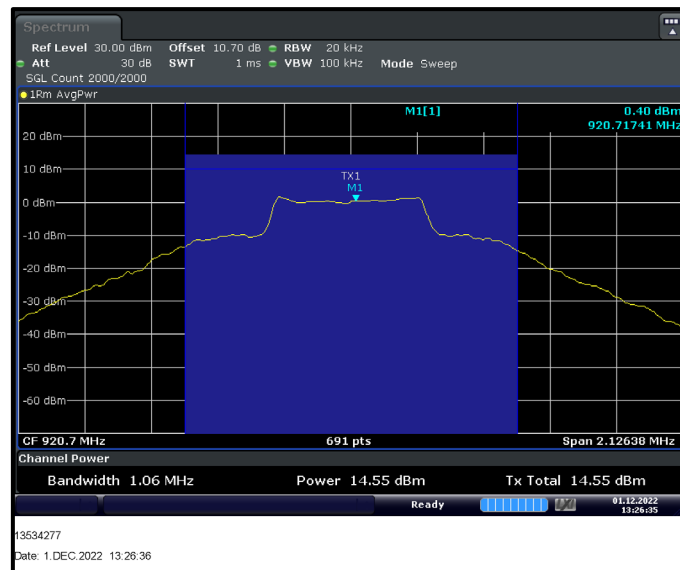 Spectrum
Ref Level 30.00 dBm Offset 10.70 dB RBW 20 kHz
Att 30 dB SWT 1 ms VBW 100 kHz Mode Sweep
SGL Count 2000/2000
1Rm AvgPwr
M1[1] 0.40 dBm
920.71741 MHz
20 dBm
10 dBm
TX1
M1
0 dBm
-10 dBm
-20 dBm
-30 dBm
-40 dBm
-50 dBm
-60 dBm
CF 920.7 MHz 691 pts Span 2.12638 MHz
Channel Power
Bandwidth 1.06 MHz Power 14.55 dBm Tx Total 14.55 dBm
Ready 01.12.2022
13:26:35
13534277
Date: 1.DEC.2022 13:26:36